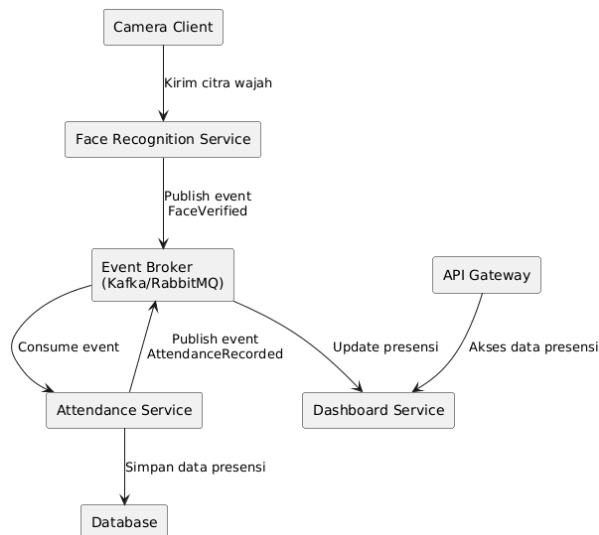 Camera Client
Kirim citra wajah
Face Recognition Service
Publish event
FaceVerified
Event Broker
(Kafka/RabbitMQ)
API Gateway
Consume event
Publish event
AttendanceRecorded
Update presensi
Akses data presensi
Attendance Service
Dashboard Service
Simpan data presensi
Database